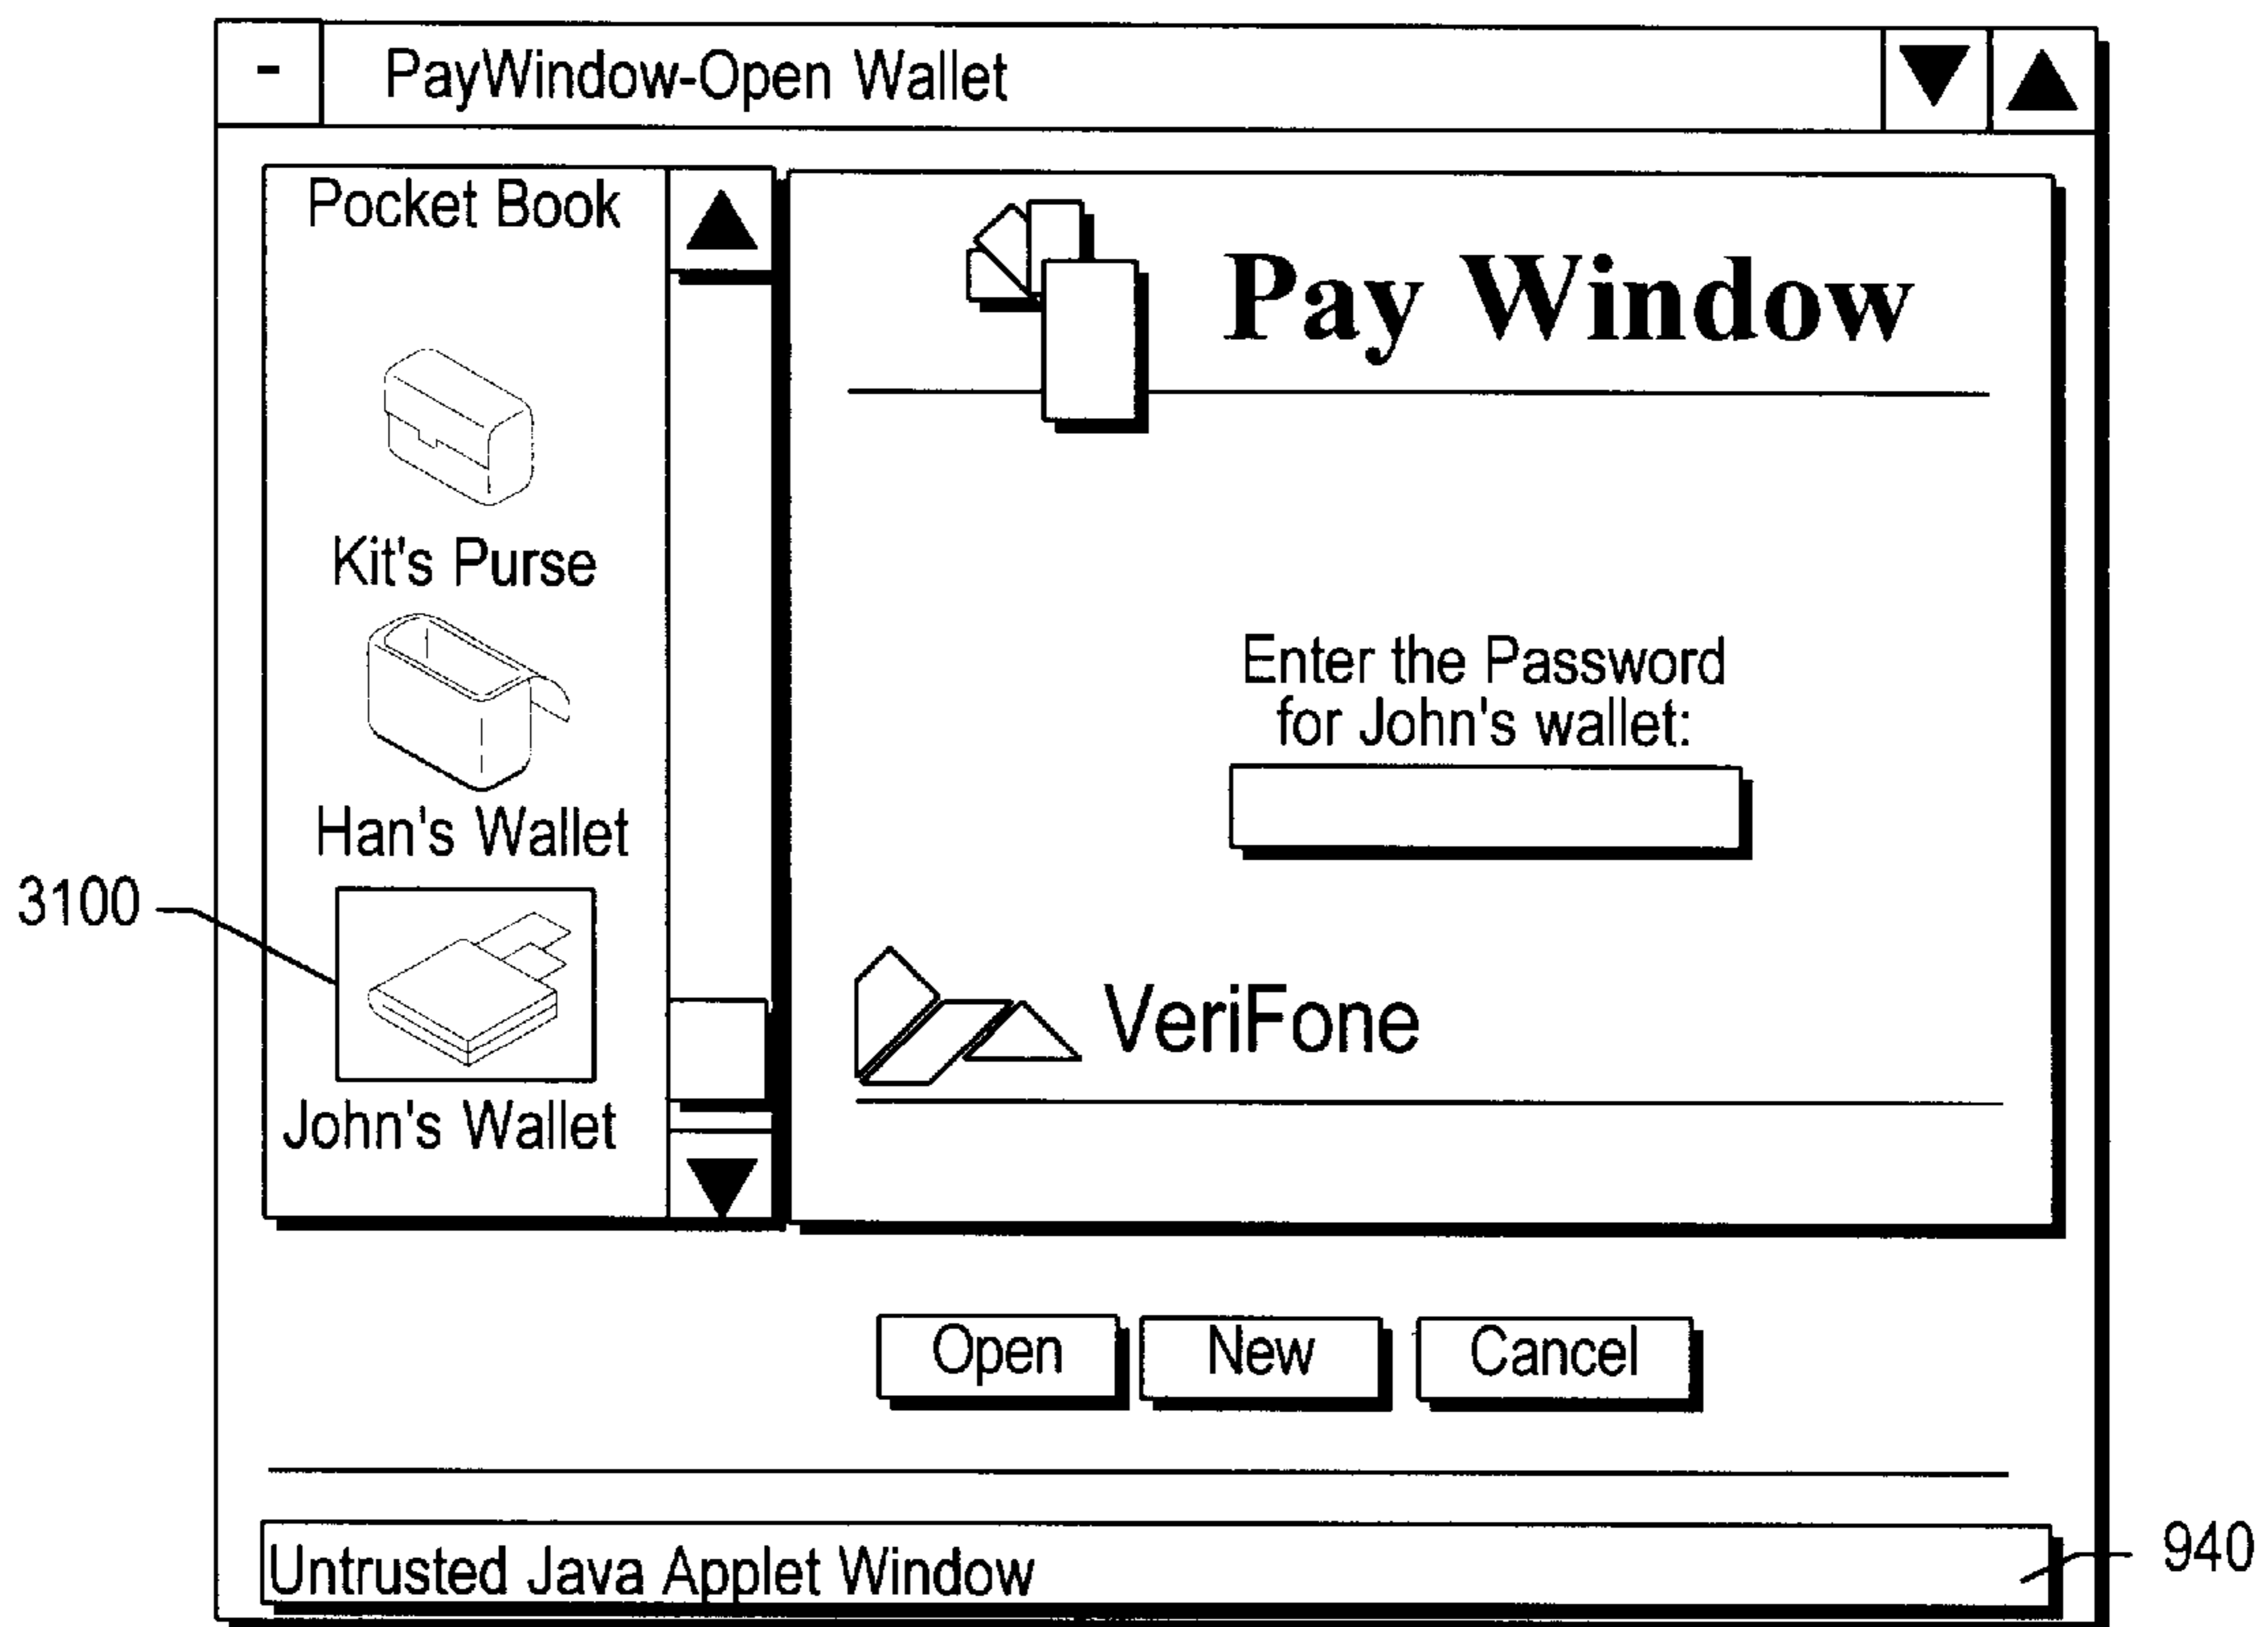 -
PayWindow-Open Wallet
Pocket Book
Kit's Purse
Han's Wallet
3100
John's Wallet
Pay Window
Enter the Password
for John's wallet:
VeriFone
Open
New
Cancel
Untrusted Java Applet Window
940